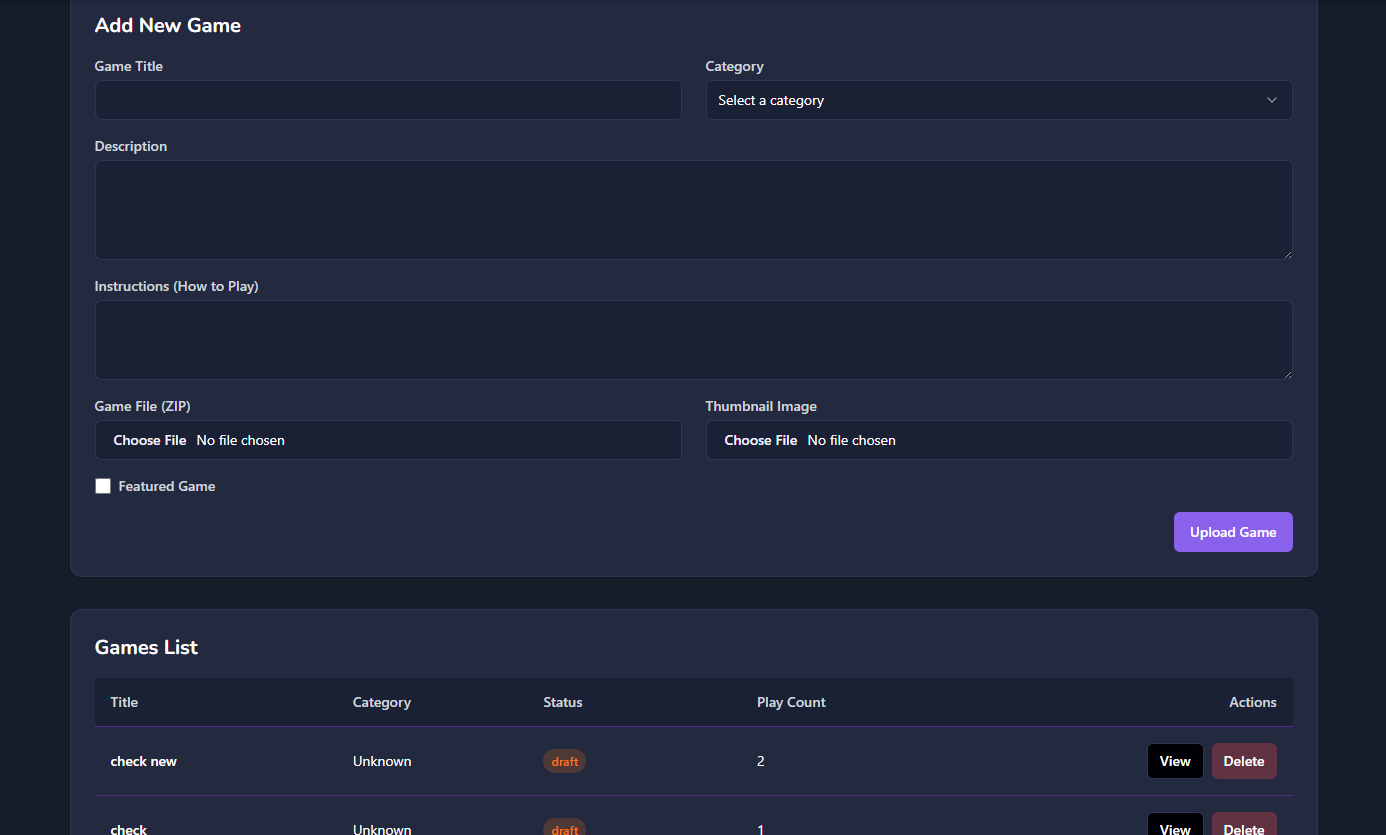 Add New Game
Game Title
Category
Select a category
Description
Instructions (How to Play)
Game File (ZIP)
Thumbnail Image
Choose File No file chosen
Choose File No file chosen
Featured Game
Upload Game
Games List
Title Category Status Play Count Actions
check new Unknown draft 2 View Delete
check Unknown draft 1 View Delete